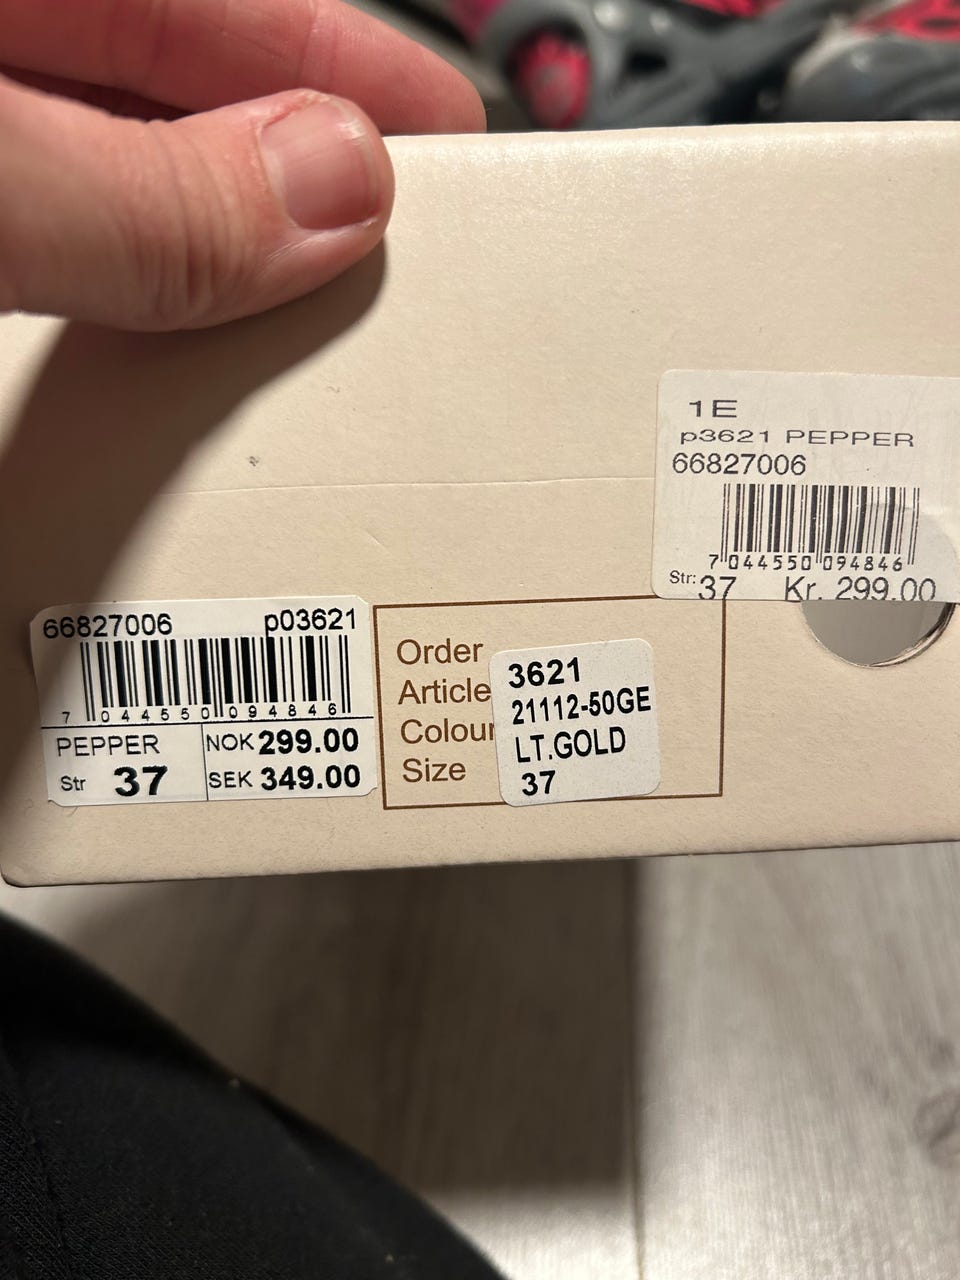 1E
p3621 PEPPER
66827006
7 044550 094846
Str: 37 Kr. 299.00
66827006 p03621
7 044550 094846
PEPPER NOK 299.00
Str 37 SEK 349.00
Order 3621
Article 21112-50GE
Colour LT.GOLD
Size 37